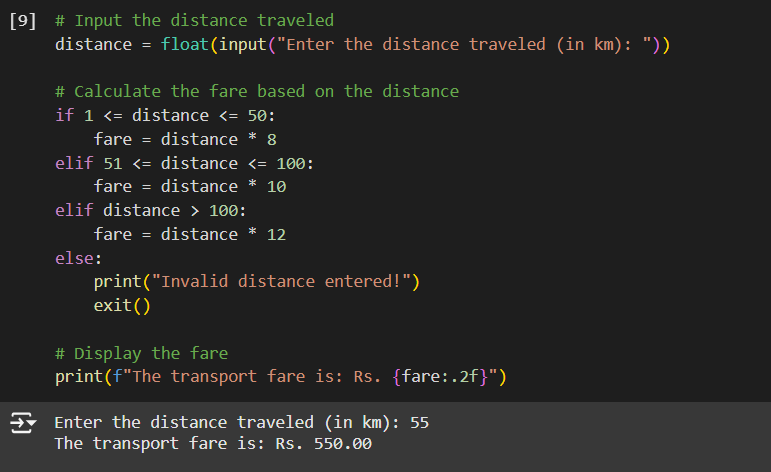 [9] # Input the distance traveled
distance = float(input("Enter the distance traveled (in km): "))
# Calculate the fare based on the distance
if 1 <= distance <= 50:
    fare = distance * 8
elif 51 <= distance <= 100:
    fare = distance * 10
elif distance > 100:
    fare = distance * 12
else:
    print("Invalid distance entered!")
    exit()
# Display the fare
print(f"The transport fare is: Rs. {fare:.2f}")
Enter the distance traveled (in km): 55
The transport fare is: Rs. 550.00